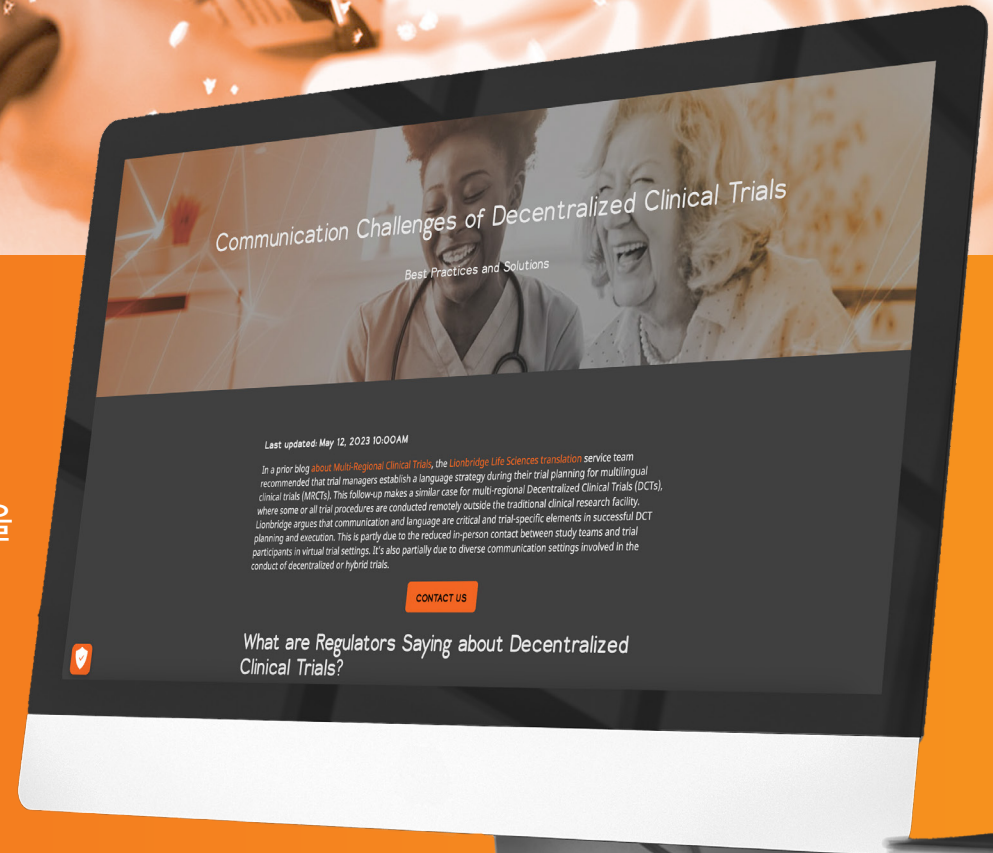 Communication Challenges of Decentralized Clinical Trials
Best Practices and Solutions
Last updated: May 12, 2023 10:00AM
In a prior blog about Multi-Regional Clinical Trials, the Lionbridge Life Sciences translation service team
recommended that trial managers establish a language strategy during their trial planning for multilingual
clinical trials (MRCTs). This follow-up makes a similar case for multi-regional Decentralized Clinical Trials (DCTs),
where some or all trial procedures are conducted remotely outside the traditional clinical research facility.
Lionbridge argues that communication and language are critical and trial-specific elements in successful DCT
planning and execution. This is partly due to the reduced in-person contact between study teams and trial
participants in virtual trial settings. It's also partially due to diverse communication settings involved in the
conduct of decentralized or hybrid trials.
을
CONTACT US
What are Regulators Saying about Decentralized
Clinical Trials?